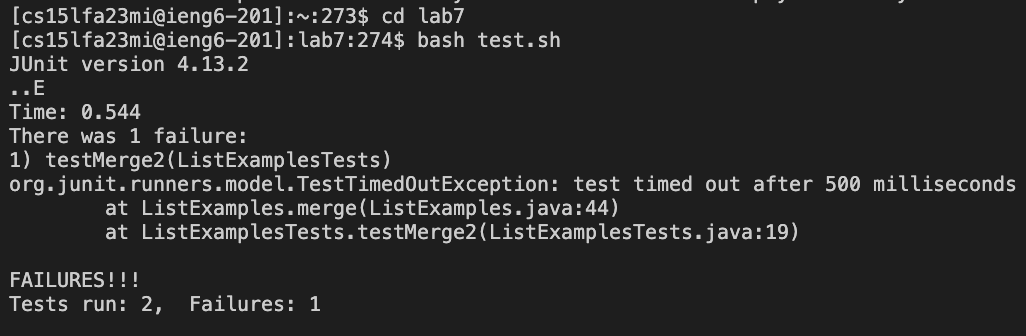 [cs15lfa23mi@ieng6-201]:~:273$ cd lab7
[cs15lfa23mi@ieng6-201]:lab7:274$ bash test.sh
JUnit version 4.13.2
..E
Time: 0.544
There was 1 failure:
1) testMerge2(ListExamplesTests)
org.junit.runners.model.TestTimedOutException: test timed out after 500 milliseconds
        at ListExamples.merge(ListExamples.java:44)
        at ListExamplesTests.testMerge2(ListExamplesTests.java:19)

FAILURES!!!
Tests run: 2,  Failures: 1